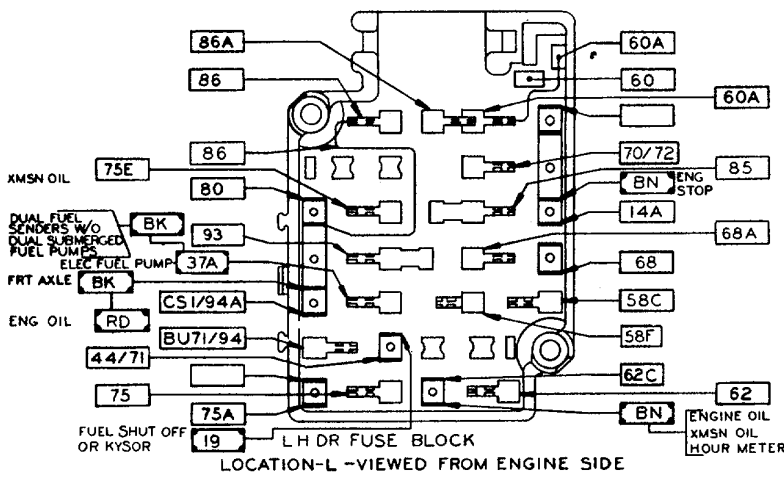 86A
60A
86
60
60A
86
70/72
75E
85
XMSN OIL
80
BN
ENG
STOP
DUAL FUEL
SENDERS W/O
DUAL SUBMERGED
FUEL PUMPS
BK
14A
93
68A
ELEC FUEL PUMP
37A
68
FRT AXLE
BK
CS1/94A
58C
ENG OIL
RD
BU71/94
58F
44/71
62C
75
62
75A
BN
ENGINE OIL
XMSN OIL
HOUR METER
FUEL SHUT OFF
OR KYSOR
19
LH DR FUSE BLOCK
LOCATION-L -VIEWED FROM ENGINE SIDE